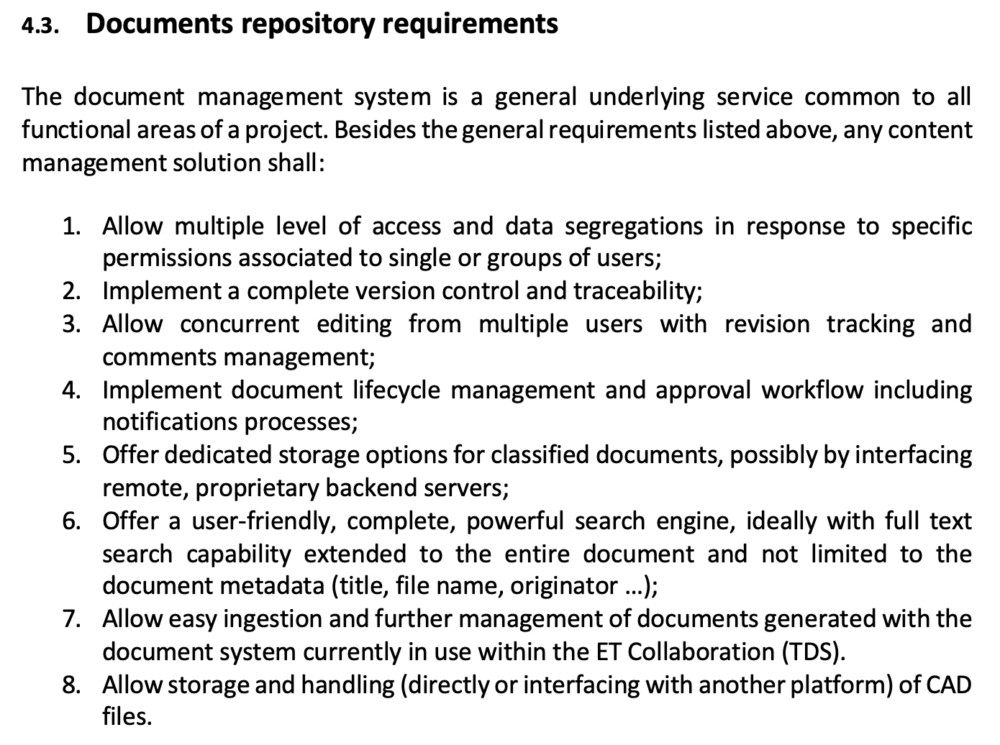 4.3. Documents repository requirements
The document management system is a general underlying service common to all
functional areas of a project. Besides the general requirements listed above, any content
management solution shall:
1. Allow multiple level of access and data segregations in response to specific
permissions associated to single or groups of users;
2. Implement a complete version control and traceability;
3. Allow concurrent editing from multiple users with revision tracking and
comments management;
4. Implement document lifecycle management and approval workflow including
notifications processes;
5. Offer dedicated storage options for classified documents, possibly by interfacing
remote, proprietary backend servers;
6. Offer a user-friendly, complete, powerful search engine, ideally with full text
search capability extended to the entire document and not limited to the
document metadata (title, file name, originator ...);
7. Allow easy ingestion and further management of documents generated with the
document system currently in use within the ET Collaboration (TDS).
8. Allow storage and handling (directly or interfacing with another platform) of CAD
files.